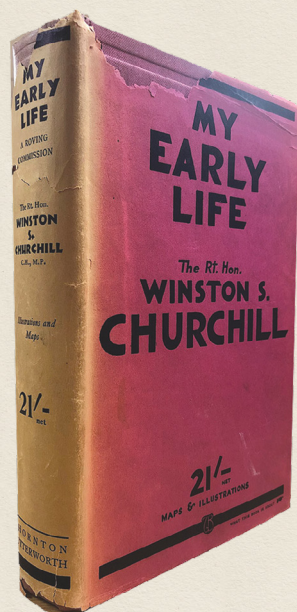 MY
EARLY
LIFE
A ROVING
COMMISSION
The Rt. Hon.
WINSTON
S.
CHURCHILL
C.H., M.P.
Illustrations and
Maps
21/-
net
THORNTON
BUTTERWORTH
MY
EARLY
LIFE
The Rt. Hon.
WINSTON S.
CHURCHILL
21/-
NET
MAPS & ILLUSTRATIONS